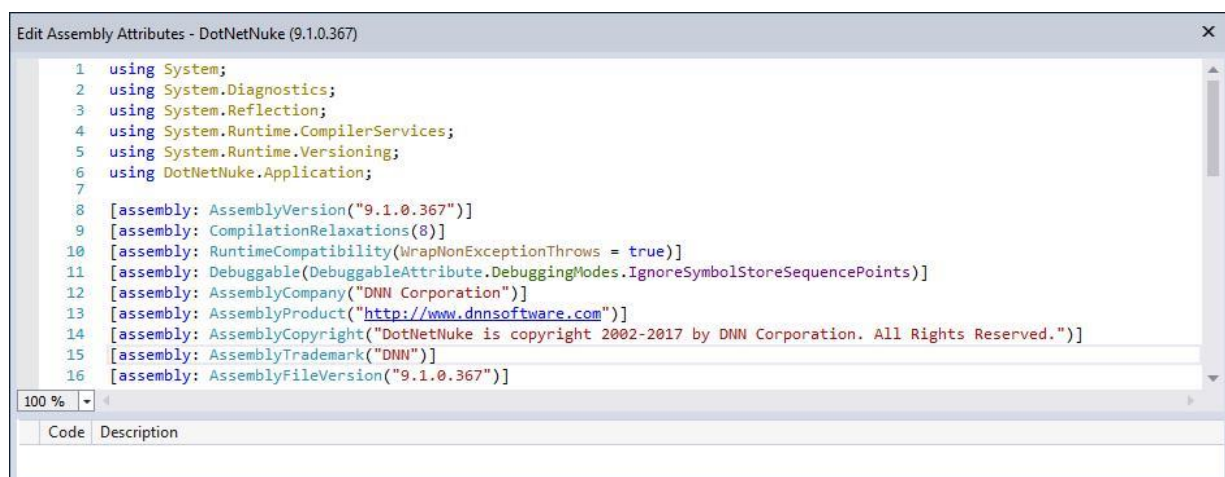 Edit Assembly Attributes - DotNetNuke (9.1.0.367)
1 using System;
2 using System.Diagnostics;
3 using System.Reflection;
4 using System.Runtime.CompilerServices;
5 using System.Runtime.Versioning;
6 using DotNetNuke.Application;
7
8 [assembly: AssemblyVersion("9.1.0.367")]
9 [assembly: CompilationRelaxations(8)]
10 [assembly: RuntimeCompatibility(WrapNonExceptionThrows = true)]
11 [assembly: Debuggable(DebuggableAttribute.DebuggingModes.IgnoreSymbolStoreSequencePoints)]
12 [assembly: AssemblyCompany("DNN Corporation")]
13 [assembly: AssemblyProduct("http://www.dnnsoftware.com")]
14 [assembly: AssemblyCopyright("DotNetNuke is copyright 2002-2017 by DNN Corporation. All Rights Reserved.")]
15 [assembly: AssemblyTrademark("DNN")]
16 [assembly: AssemblyFileVersion("9.1.0.367")]
100 %
Code Description